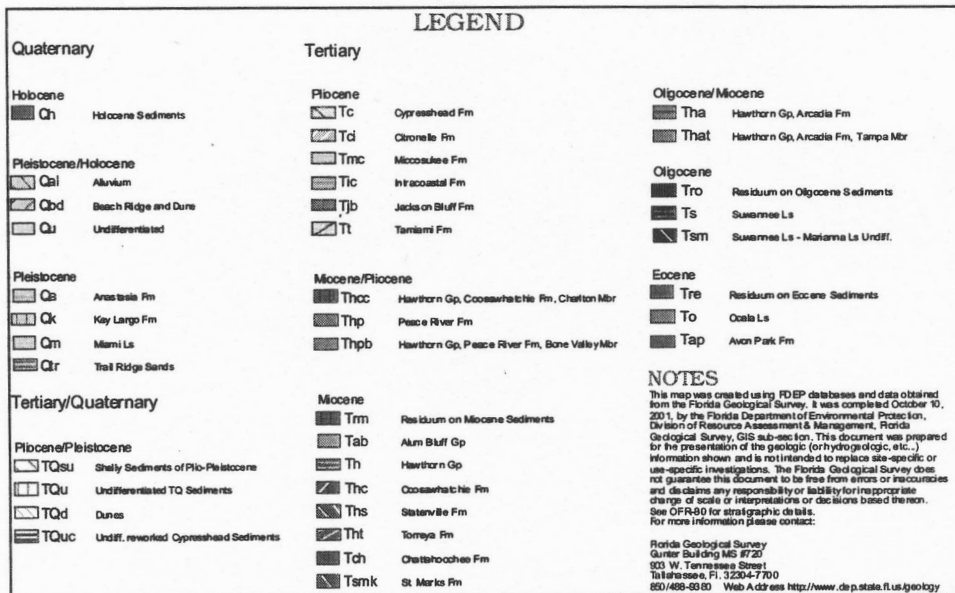 LEGEND
Quaternary
Holocene
Qh Holocene Sediments
Pleistocene/Holocene
Qal Alluvium
Qbd Beach Ridge and Dune
Qu Undifferentiated
Pleistocene
Qa Anastasia Fm
Qk Key Largo Fm
Qm Miami Ls
Qtr Trail Ridge Sands
Tertiary/Quaternary
Pliocene/Pleistocene
TQsu Shelly Sediments of Plio-Pleistocene
TQu Undifferentiated TQ Sediments
TQd Dunes
TQuc Undiff. reworked Cypresshead Sediments
Tertiary
Pliocene
Tc Cypresshead Fm
Tci Citronelle Fm
Tmc Miccosukee Fm
Tic Intracoastal Fm
Tjb Jackson Bluff Fm
Tt Tamiami Fm
Miocene/Pliocene
Thcc Hawthorn Gp, Coosawhatchie Fm, Charlton Mbr
Thp Peace River Fm
Thpb Hawthorn Gp, Peace River Fm, Bone Valley Mbr
Miocene
Trm Residuum on Miocene Sediments
Tab Alum Bluff Gp
Th Hawthorn Gp
Thc Coosawhatchie Fm
Ths Statenville Fm
Tht Torreya Fm
Tch Chattahoochee Fm
Tsmk St. Marks Fm
Oligocene/Miocene
Tha Hawthorn Gp, Arcadia Fm
That Hawthorn Gp, Arcadia Fm, Tampa Mbr
Oligocene
Tro Residuum on Oligocene Sediments
Ts Suwannee Ls
Tsm Suwannee Ls - Marianna Ls Undiff.
Eocene
Tre Residuum on Eocene Sediments
To Ocala Ls
Tap Avon Park Fm
NOTES
This map was created using FDEP databases and data obtained
from the Florida Geological Survey. It was completed October 10,
2001, by the Florida Department of Environmental Protection,
Division of Resource Assessment & Management, Florida
Geological Survey, GIS sub-section. This document was prepared
for the presentation of the geologic (or hydrogeologic, etc..)
information shown and is not intended to replace site-specific or
use-specific investigations. The Florida Geological Survey does
not guarantee this document to be free from errors or inaccuracies
and disclaims any responsibility or liability for inappropriate
change of scale or interpretations or decisions based thereon.
See OFR-80 for stratigraphic details.
For more information please contact:
Florida Geological Survey
Gunter Building MS #720
903 W. Tennessee Street
Tallahassee, Fl. 32304-7700
850/488-9380 Web Address http://www.dep.state.fl.us/geology